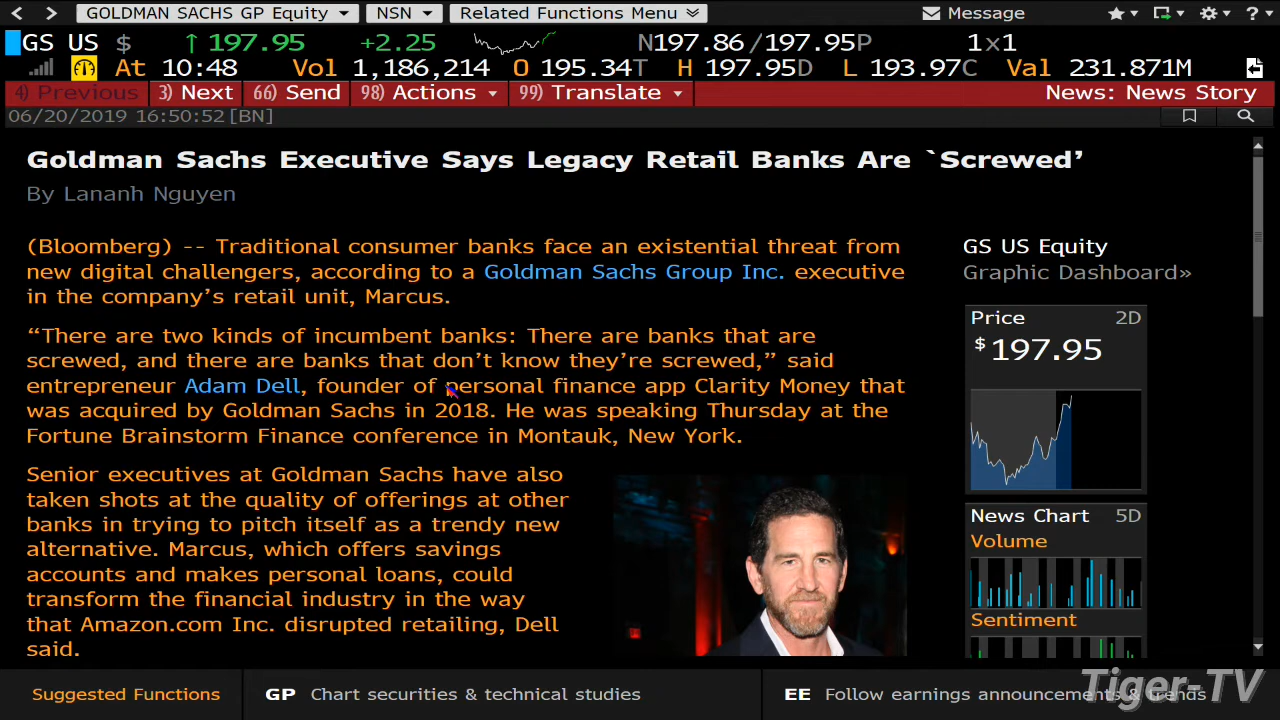 GOLDMAN SACHS GP Equity NSN Related Functions Menu Message ?
GS US $ ↑ 197.95 +2.25 N197.86 /197.95P 1x1
At 10:48 Vol 1,186,214 O 195.34T H 197.95D L 193.97C Val 231.871M
4) Previous 3) Next 66) Send 98) Actions 99) Translate News: News Story
06/20/2019 16:50:52 [BN]
Goldman Sachs Executive Says Legacy Retail Banks Are `Screwed’
By Lananh Nguyen
(Bloomberg) -- Traditional consumer banks face an existential threat from
new digital challengers, according to a Goldman Sachs Group Inc. executive
in the company’s retail unit, Marcus.
“There are two kinds of incumbent banks: There are banks that are
screwed, and there are banks that don’t know they’re screwed,” said
entrepreneur Adam Dell, founder of personal finance app Clarity Money that
was acquired by Goldman Sachs in 2018. He was speaking Thursday at the
Fortune Brainstorm Finance conference in Montauk, New York.
Senior executives at Goldman Sachs have also
taken shots at the quality of offerings at other
banks in trying to pitch itself as a trendy new
alternative. Marcus, which offers savings
accounts and makes personal loans, could
transform the financial industry in the way
that Amazon.com Inc. disrupted retailing, Dell
said.
GS US Equity
Graphic Dashboard»
Price 2D
$197.95
News Chart 5D
Volume
Sentiment
Suggested Functions GP Chart securities & technical studies EE Follow earnings announcements & trends
Tiger-TV